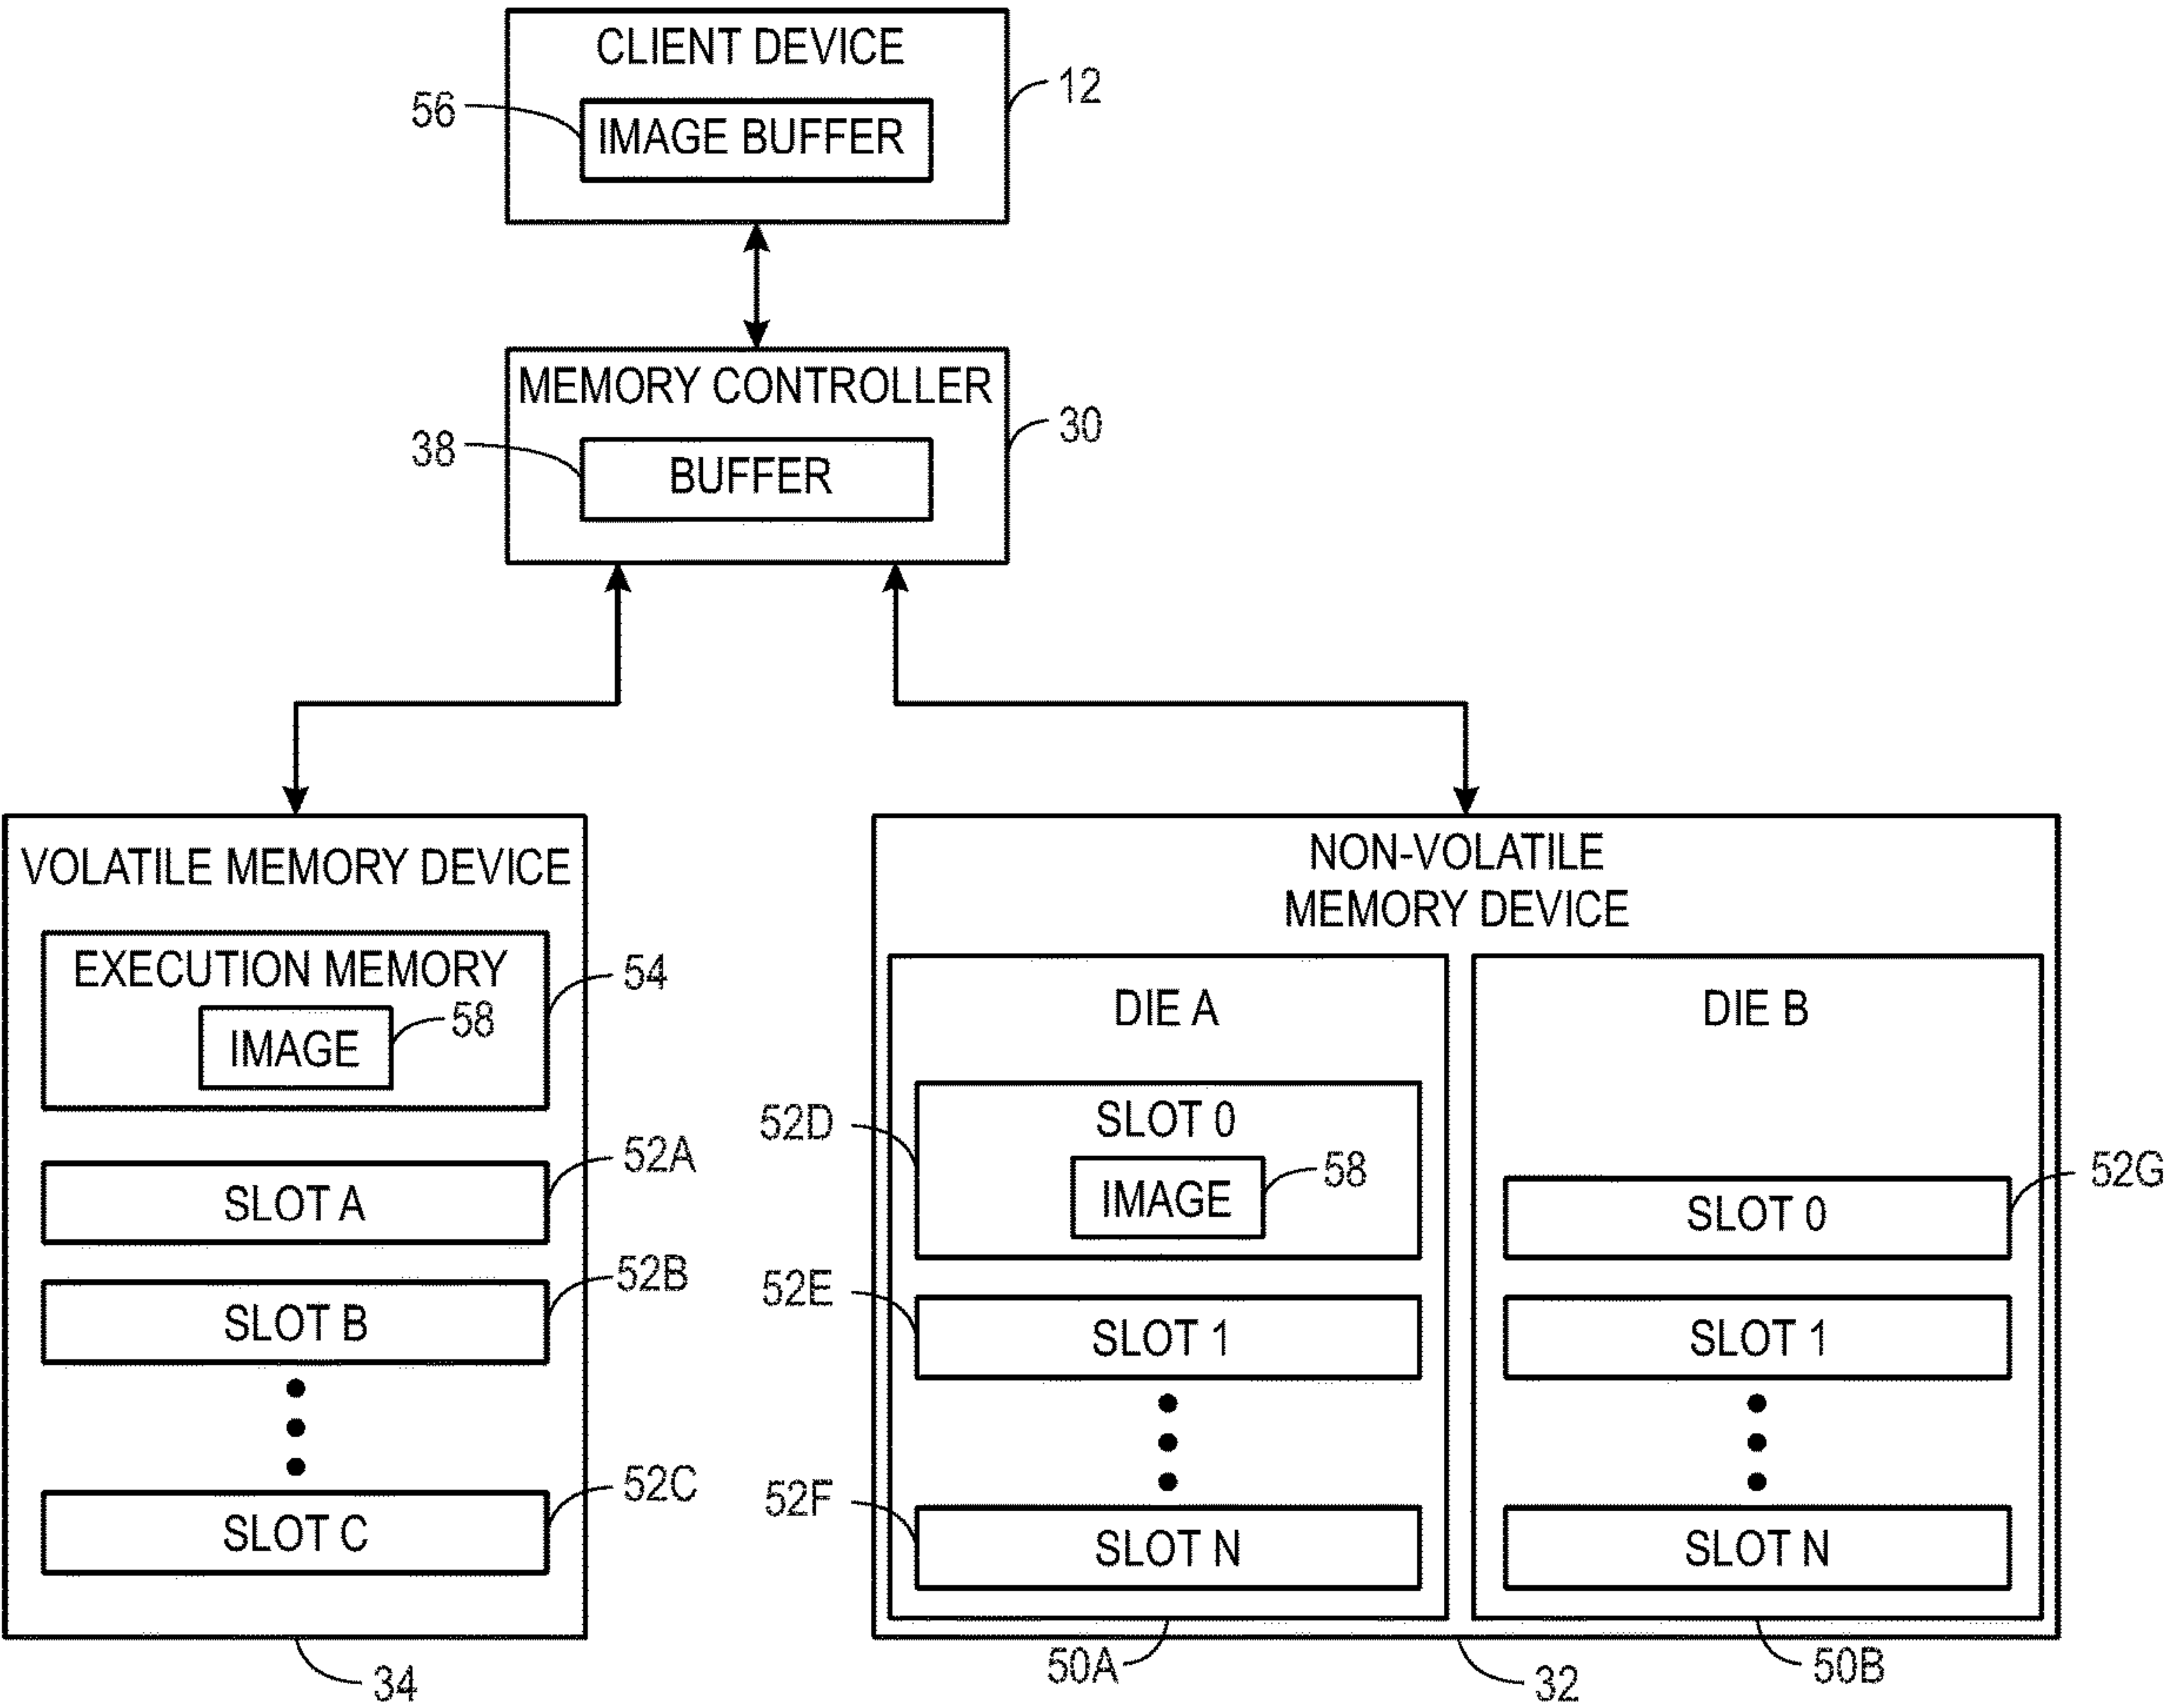 CLIENT DEVICE
12
56
IMAGE BUFFER
MEMORY CONTROLLER
30
38
BUFFER
VOLATILE MEMORY DEVICE
EXECUTION MEMORY
54
IMAGE
58
SLOT A
52A
SLOT B
52B
SLOT C
52C
34
NON-VOLATILE
MEMORY DEVICE
DIE A
52D
SLOT 0
IMAGE
58
52E
SLOT 1
52F
SLOT N
50A
DIE B
SLOT 0
52G
SLOT 1
SLOT N
50B
32